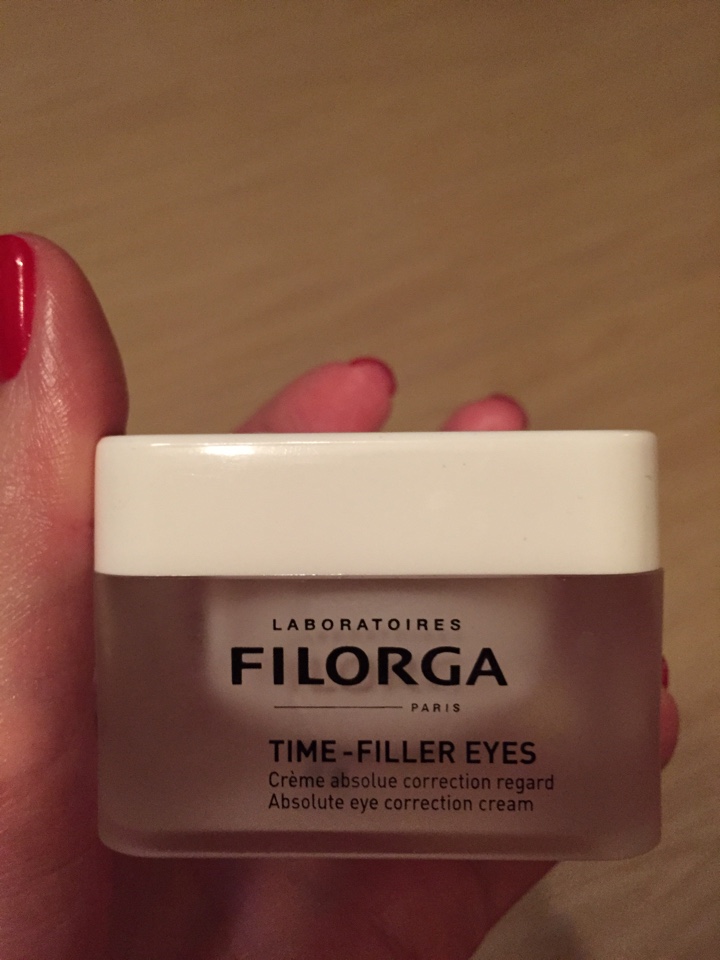 LABORATOIRES
FILORGA
PARIS
TIME-FILLER EYES
Crème absolue correction regard
Absolute eye correction cream